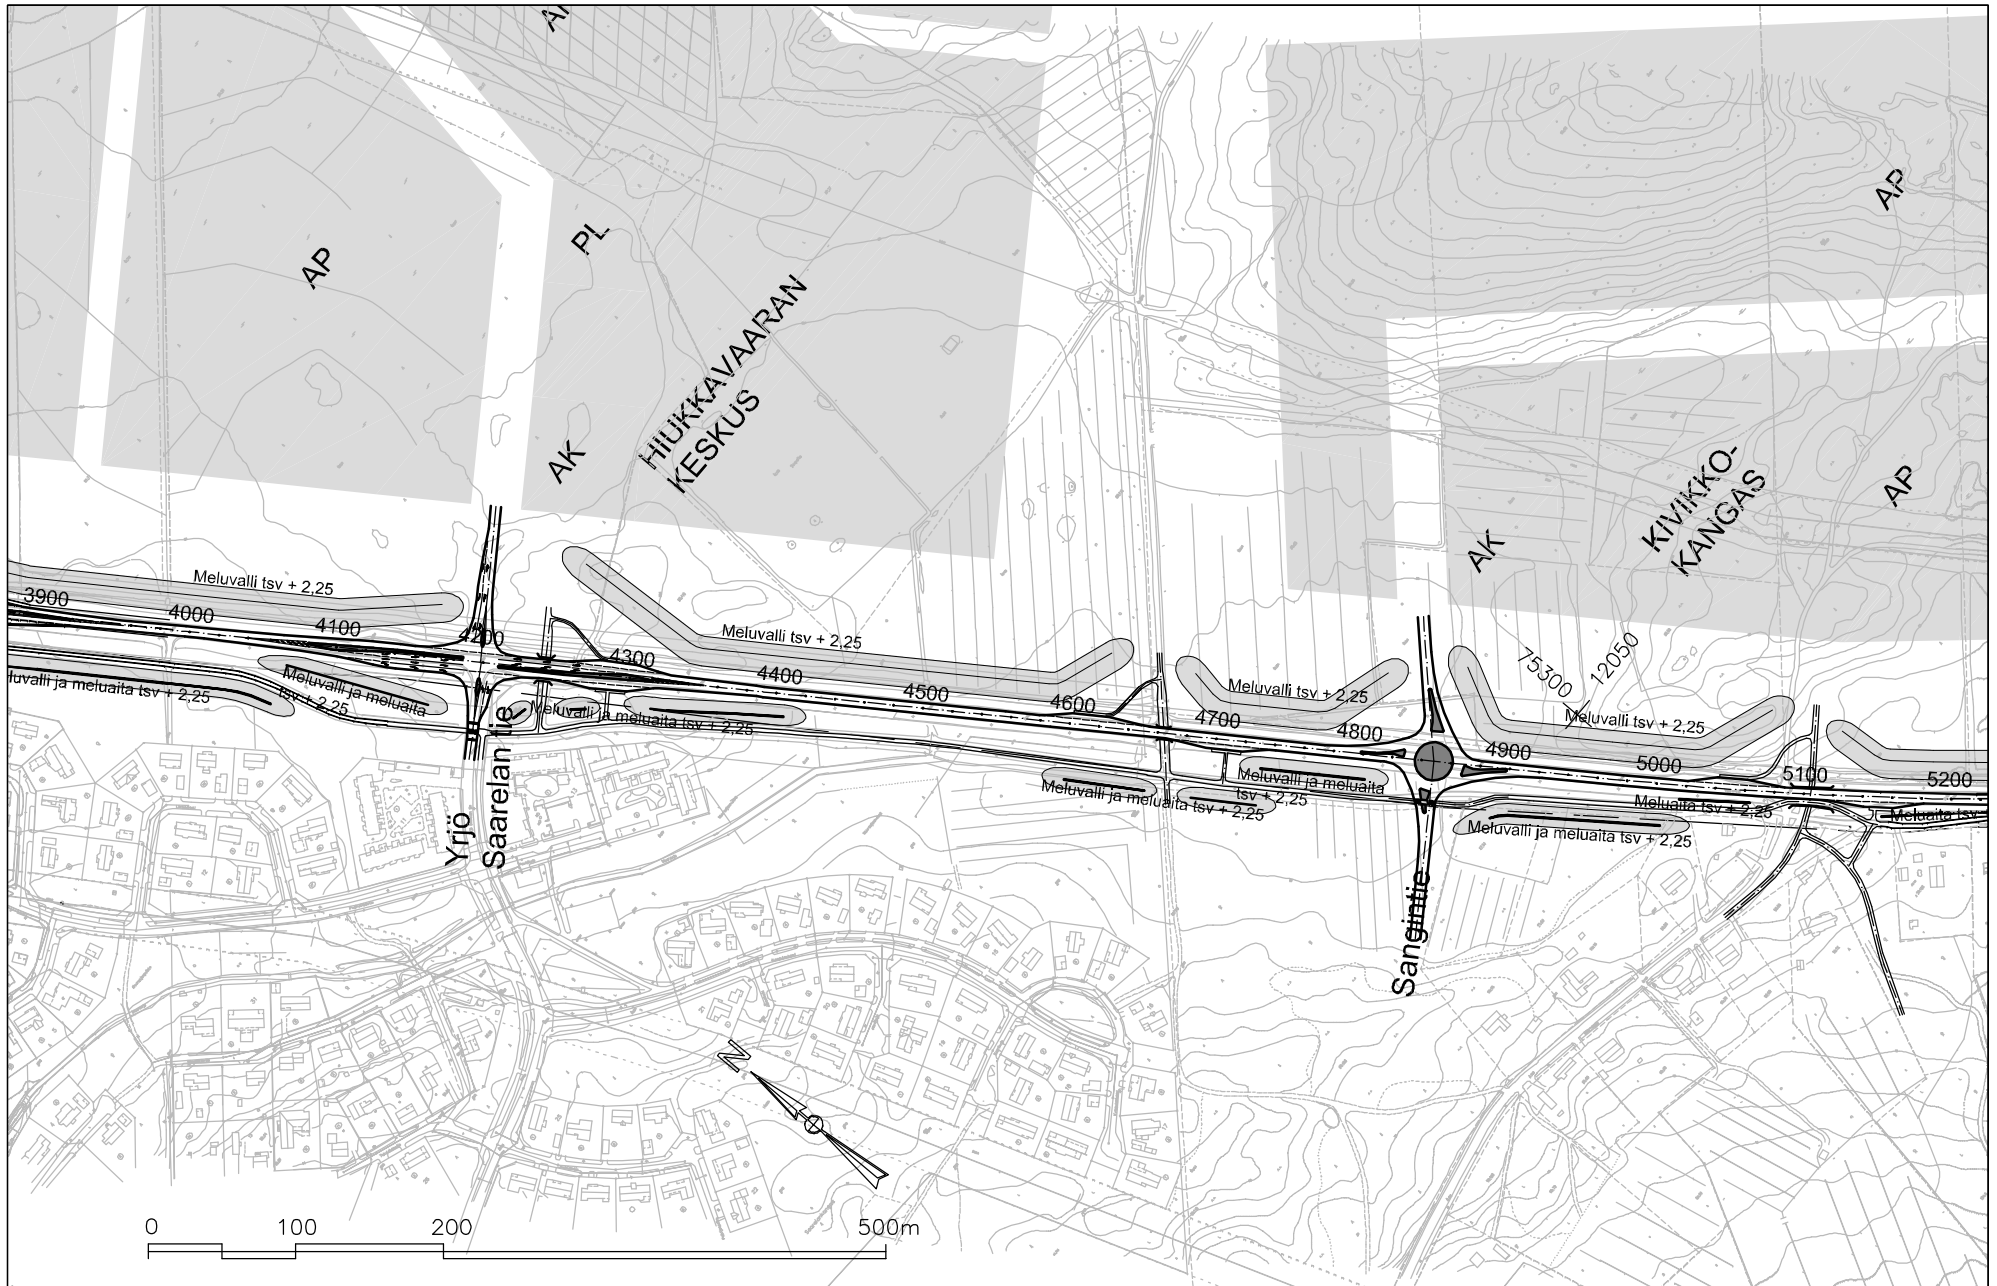 AP
PL
HIUKKAVAARAN
KESKUS
AK
AP
KIVIKKO-
KANGAS
AP
AK
Meluvalli tsv + 2,25
3900
4000
4100
4200
4300
Meluvalli tsv + 2,25
4400
4500
4600
Meluvalli tsv + 2,25
4700
4800
75300
12050
Meluvalli tsv + 2,25
4900
5000
5100
5200
luvalli ja meluaita tsv + 2,25
Meluvalli ja meluaita
tsv + 2,25
Meluvalli ja meluaita tsv + 2,25
Meluvalli ja meluaita tsv + 2,25
Meluvalli ja meluaita
tsv + 2,25
Meluaita tsv + 2,25
Meluvalli ja meluaita tsv + 2,25
Meluaita tsv
Yrjö
Saarelan tie
Sangintie
N
0 100 200 500m